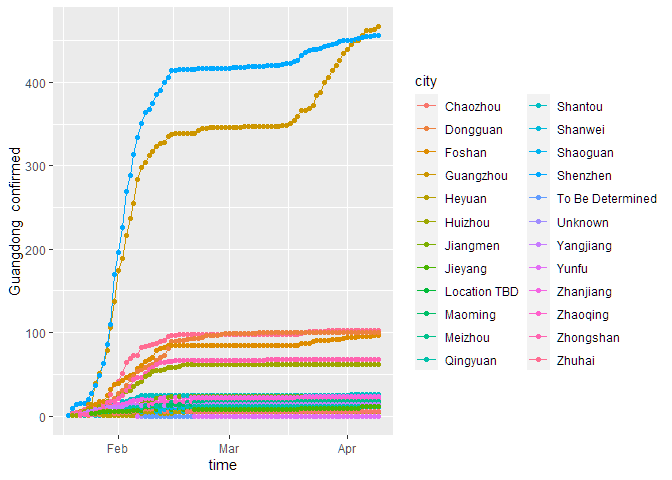 Guangdong confirmed
400
300
200
100
0
Feb
Mar
Apr
time
city
Chaozhou
Dongguan
Foshan
Guangzhou
Heyuan
Huizhou
Jiangmen
Jieyang
Location TBD
Maoming
Meizhou
Qingyuan
Shantou
Shanwei
Shaoguan
Shenzhen
To Be Determined
Unknown
Yangjiang
Yunfu
Zhanjiang
Zhaoqing
Zhongshan
Zhuhai